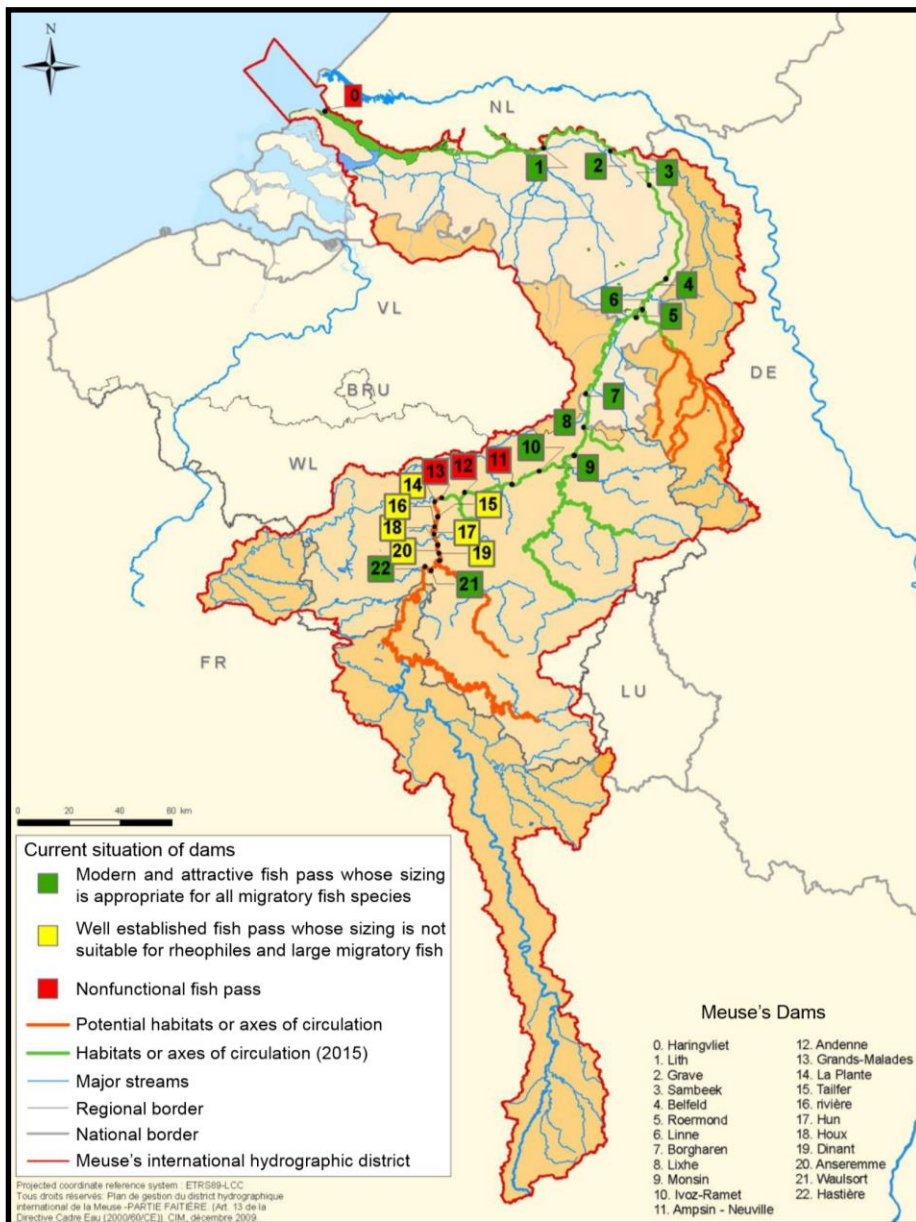 N
0
NL
1
2
3
4
6
5
VL
DE
BRU
7
8
10
WL
11
12
13
14
9
16
15
18
17
20
19
22
21
FR
LU
0 20 40 60 km
Current situation of dams
Modern and attractive fish pass whose sizing
is appropriate for all migratory fish species
Well established fish pass whose sizing is not
suitable for rheophiles and large migratory fish
Nonfunctional fish pass
Potential habitats or axes of circulation
Habitats or axes of circulation (2015)
Major streams
Regional border
National border
Meuse's international hydrographic district
Projected coordinate reference system : ETRS89-LCC
Tous droits réservés: Plan de gestion du district hydrographique
international de la Meuse -PARTIE FAITIÈRE. (Art. 13 de la
Directive Cadre Eau (2000/60/CE)). CIM, décembre 2009.
Meuse's Dams
0. Haringvliet
1. Lith
2. Grave
3. Sambeek
4. Belfeld
5. Roermond
6. Linne
7. Borgharen
8. Lixhe
9. Monsin
10. Ivoz-Ramet
11. Ampsin - Neuville
12. Andenne
13. Grands-Malades
14. La Plante
15. Tailfer
16. rivière
17. Hun
18. Houx
19. Dinant
20. Anseremme
21. Waulsort
22. Hastière